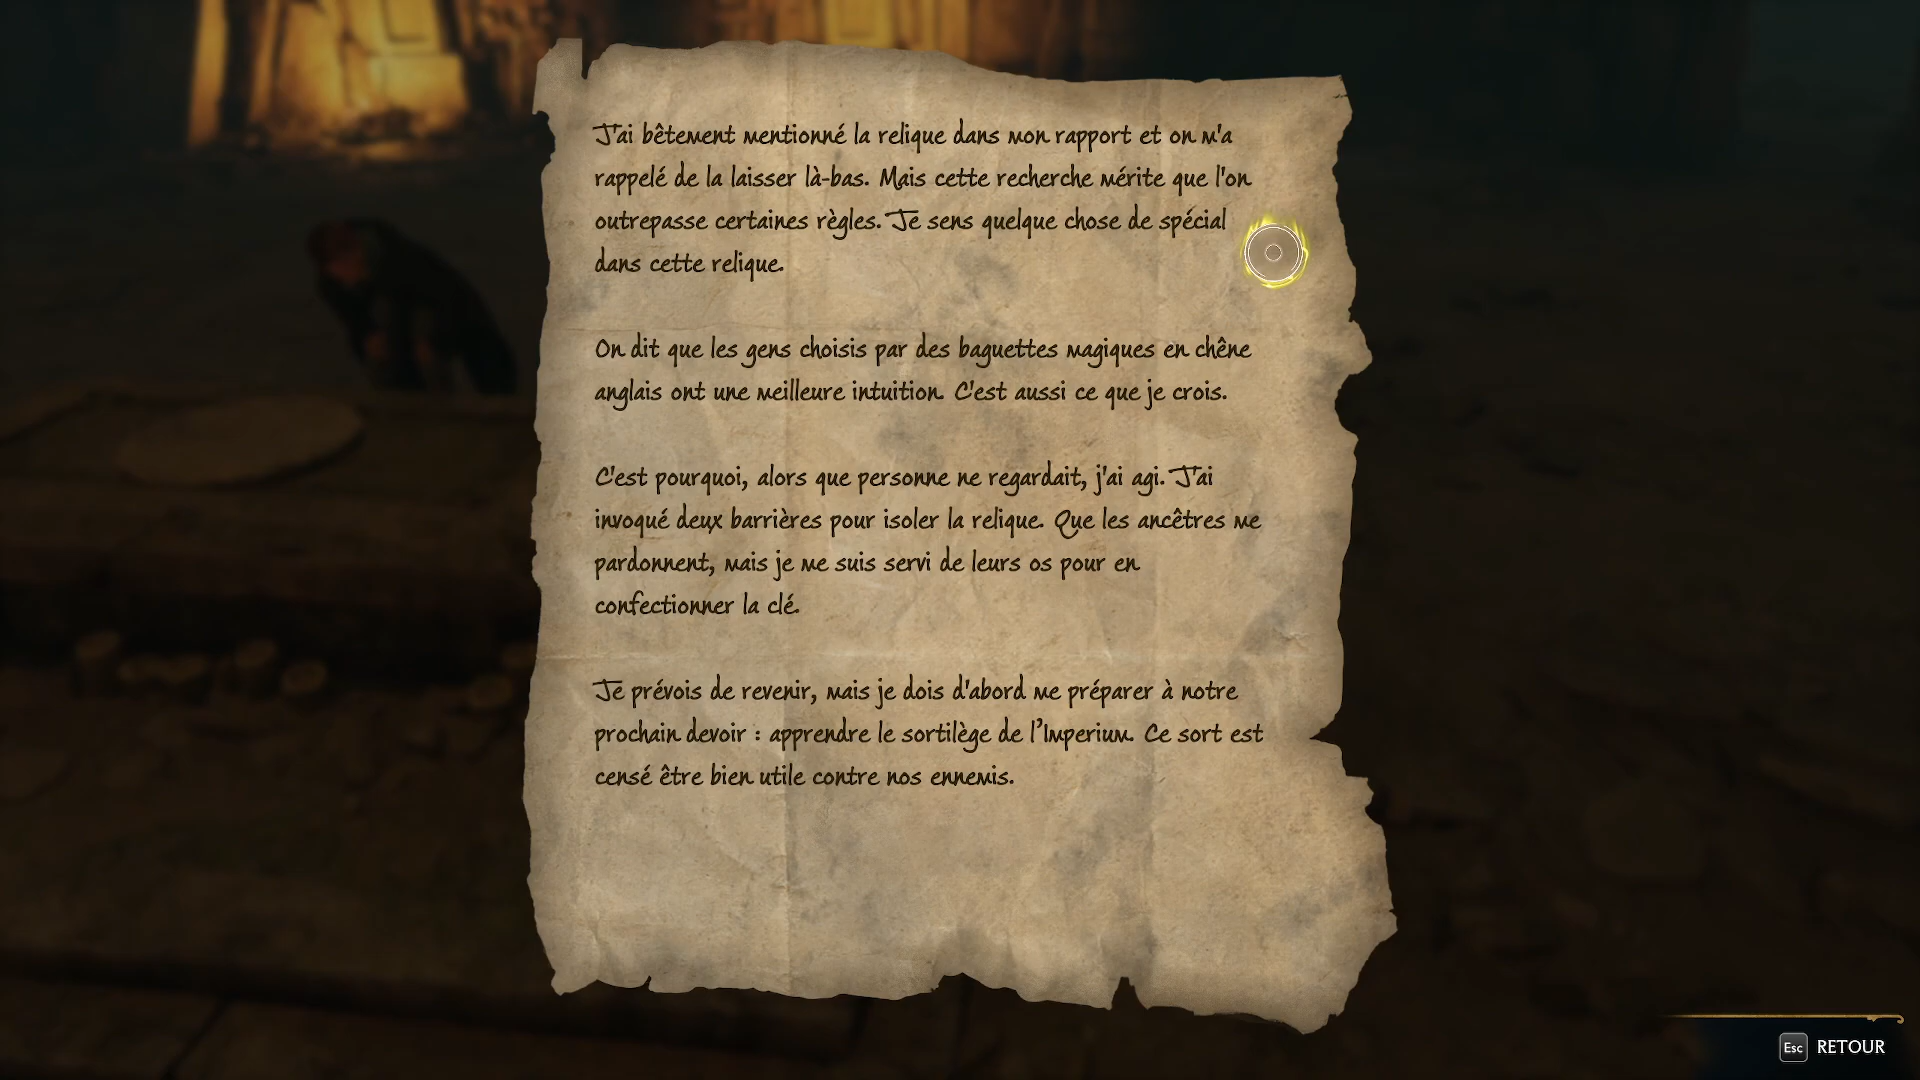 J'ai bêtement mentionné la relique dans mon rapport et on m'a
rappelé de la laisser là-bas. Mais cette recherche mérite que l'on
outrepasse certaines règles. Je sens quelque chose de spécial
dans cette relique.
On dit que les gens choisis par des baguettes magiques en chêne
anglais ont une meilleure intuition. C'est aussi ce que je crois.
C'est pourquoi, alors que personne ne regardait, j'ai agi. J'ai
invoqué deux barrières pour isoler la relique. Que les ancêtres me
pardonnent, mais je me suis servi de leurs os pour en
confectionner la clé.
Je prévois de revenir, mais je dois d'abord me préparer à notre
prochain devoir : apprendre le sortilège de l’Imperium. Ce sort est
censé être bien utile contre nos ennemis.
Esc RETOUR